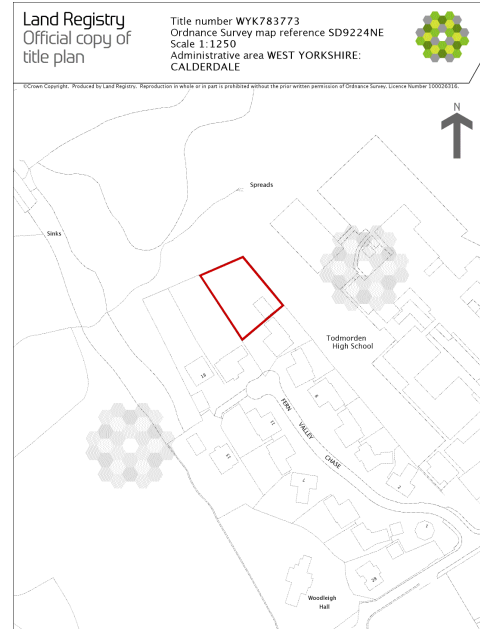 Land Registry
Official copy of
title plan
Title number WYK783773
Ordnance Survey map reference SD9224NE
Scale 1:1250
Administrative area WEST YORKSHIRE:
CALDERDALE
©Crown Copyright. Produced by Land Registry. Reproduction in whole or in part is prohibited without the prior written permission of Ordnance Survey. Licence Number 100026316.
N
Spreads
Sinks
Todmorden
High School
FERN
VALLEY
CHASE
Woodleigh
Hall